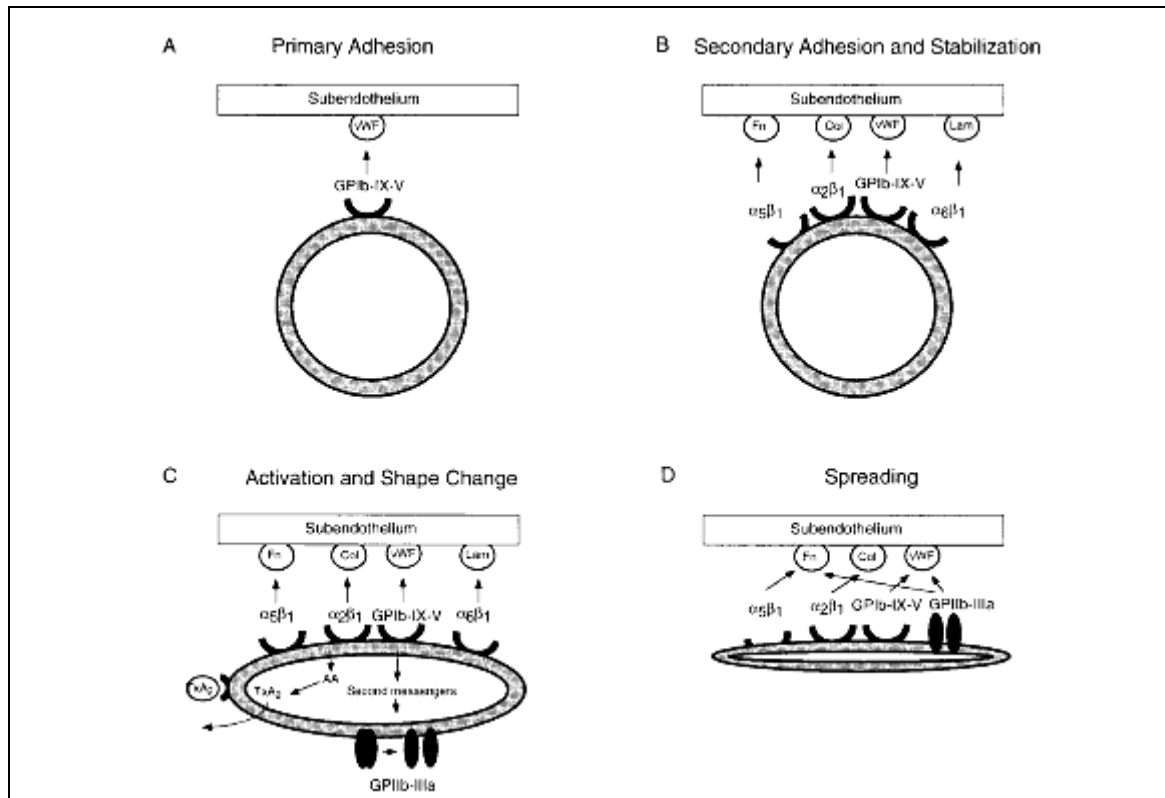 A Primary Adhesion
Subendothelium
vWF
GPIb-IX-V
B Secondary Adhesion and Stabilization
Subendothelium
Fn Col vWF Lam
α5β1 α2β1 GPIb-IX-V α6β1
C Activation and Shape Change
Subendothelium
Fn Col vWF Lam
α5β1 α2β1 GPIb-IX-V α6β1
TxA2 TxA2 AA Second messengers
GPIIb-IIIa
D Spreading
Subendothelium
Fn Col vWF
α5β1 α2β1 GPIb-IX-V GPIIb-IIIa